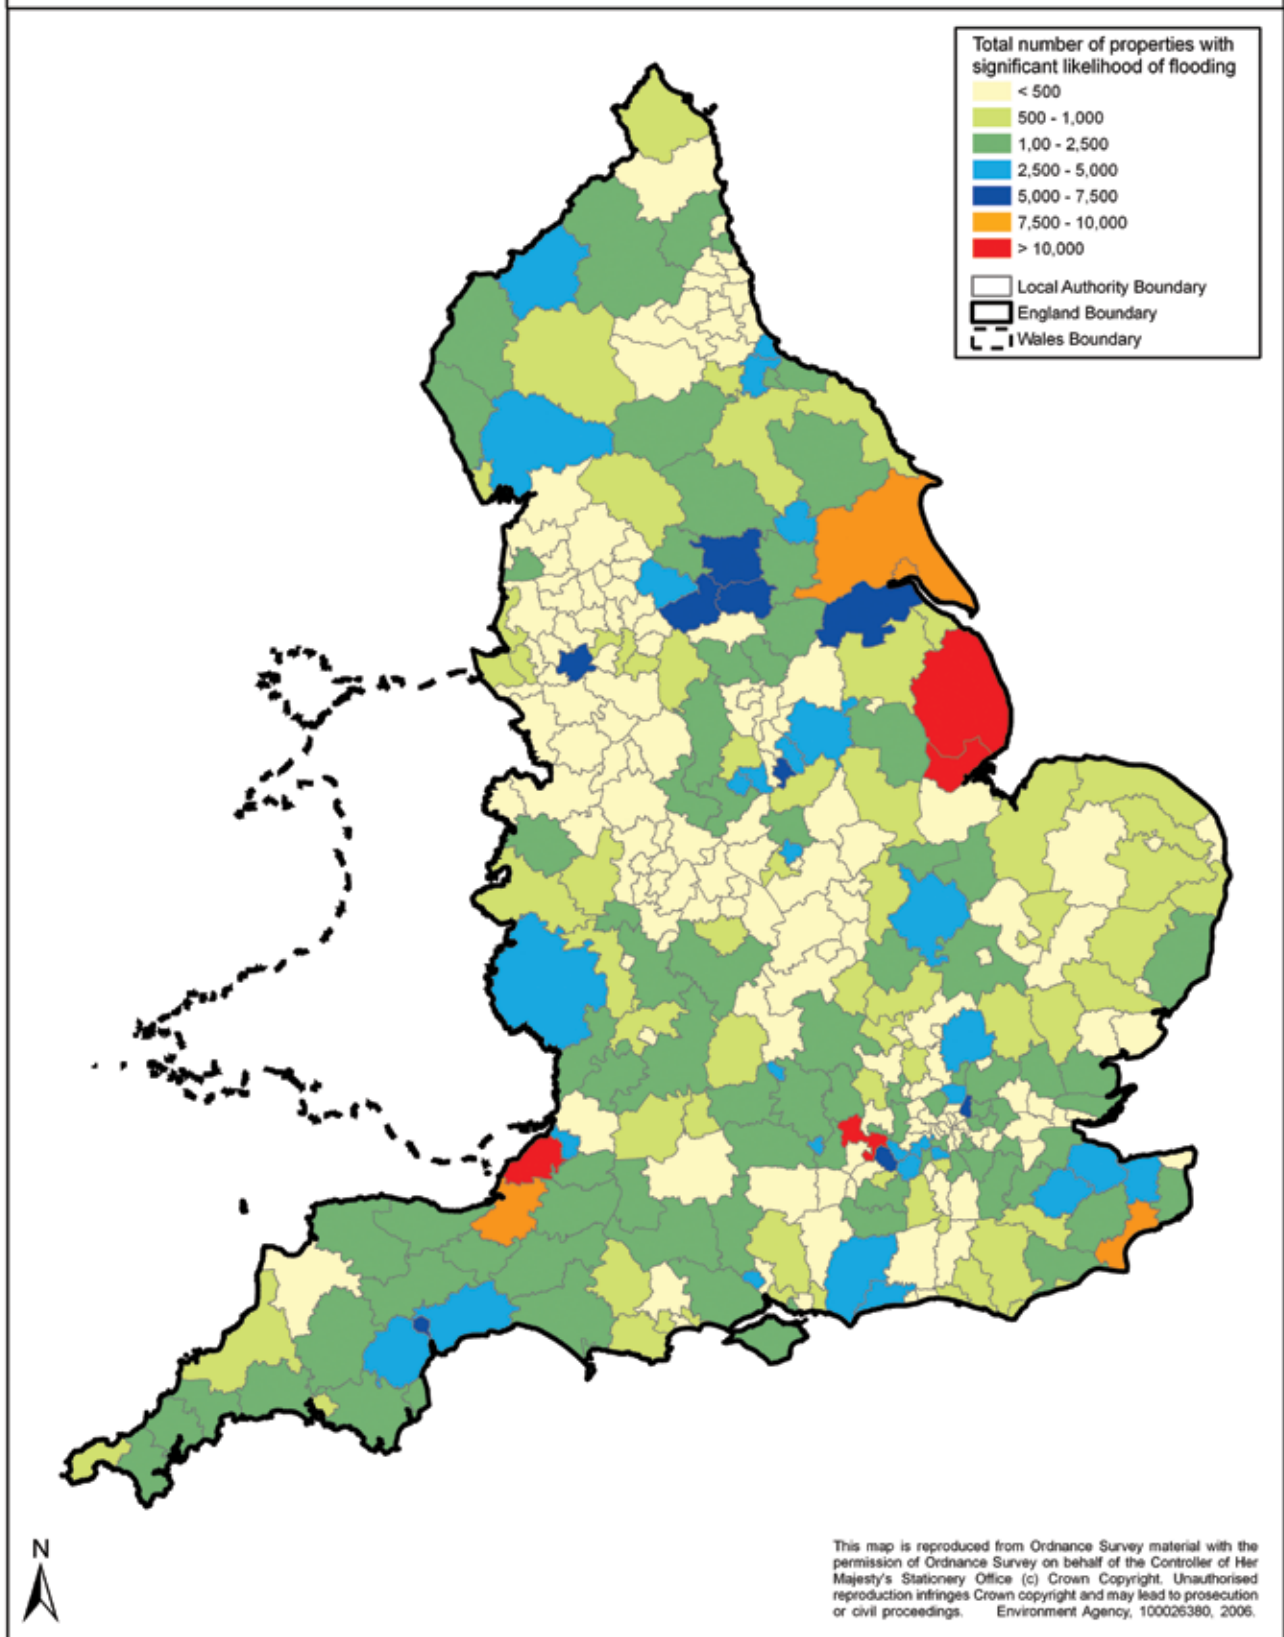 Total number of properties with
significant likelihood of flooding
< 500
500 - 1,000
1,00 - 2,500
2,500 - 5,000
5,000 - 7,500
7,500 - 10,000
> 10,000
Local Authority Boundary
England Boundary
Wales Boundary
N
This map is reproduced from Ordnance Survey material with the
permission of Ordnance Survey on behalf of the Controller of Her
Majesty's Stationery Office (c) Crown Copyright. Unauthorised
reproduction infringes Crown copyright and may lead to prosecution
or civil proceedings. Environment Agency, 100026380, 2006.